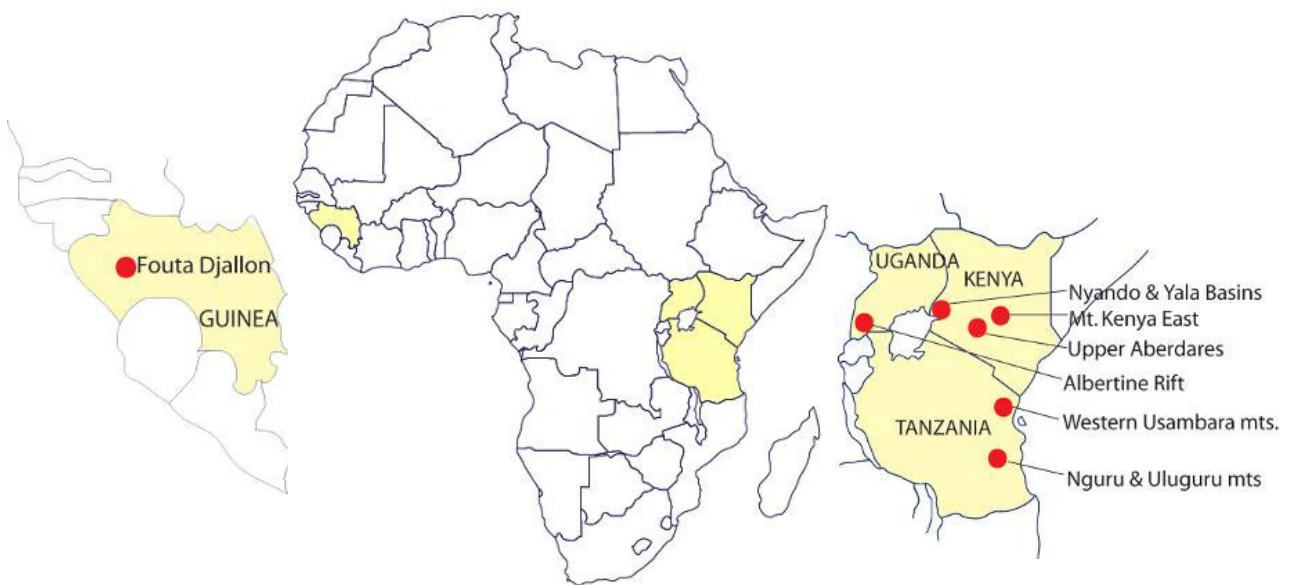 Fouta Djallon
GUINEA
UGANDA
KENYA
TANZANIA
Nyando & Yala Basins
Mt. Kenya East
Upper Aberdares
Albertine Rift
Western Usambara mts.
Nguru & Uluguru mts